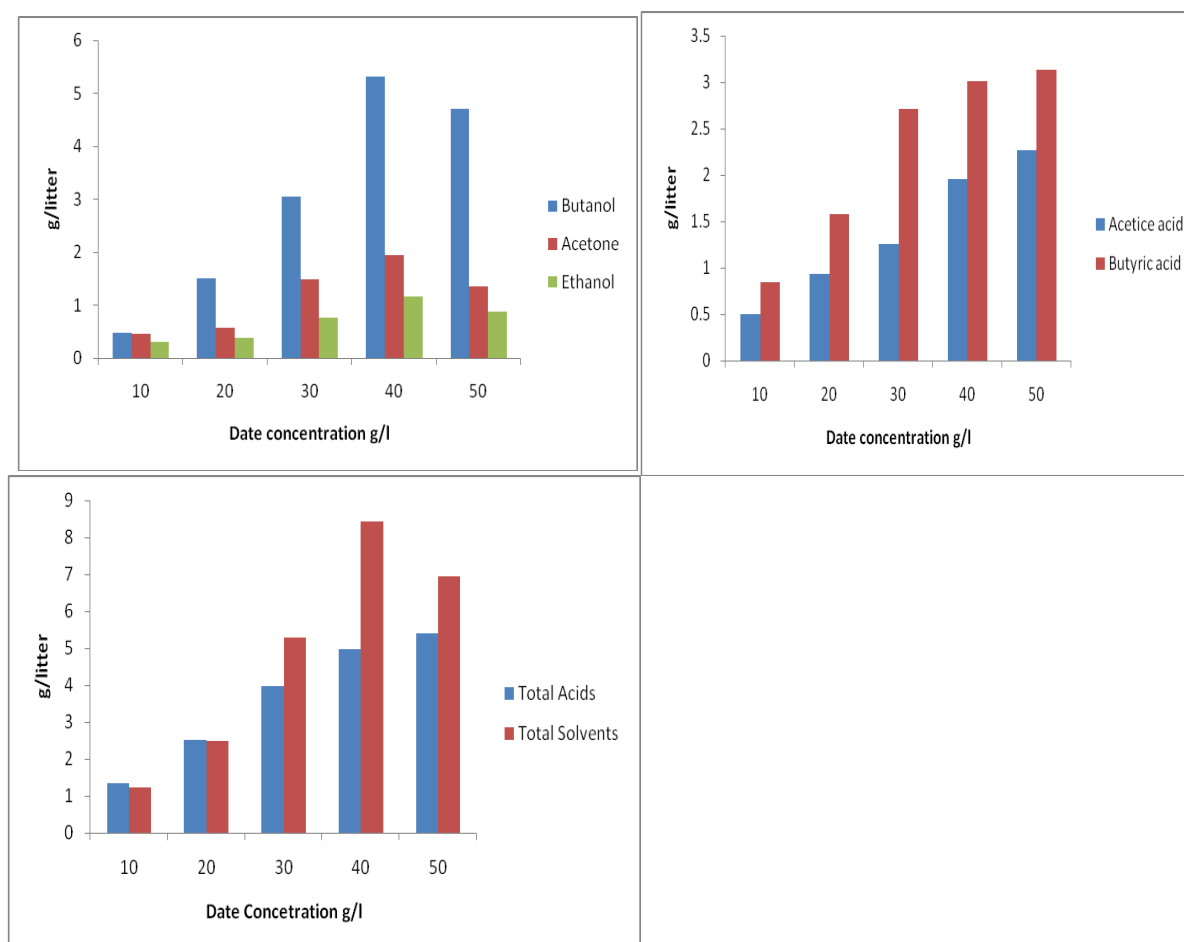 6
5
4
3
2
1
0
g/litter
10 20 30 40 50
Date concentration g/l
Butanol
Acetone
Ethanol
3.5
3
2.5
2
1.5
1
0.5
0
g/litter
10 20 30 40 50
Date concentration g/l
Acetice acid
Butyric acid
9
8
7
6
5
4
3
2
1
0
g/litter
10 20 30 40 50
Date Concetration g/l
Total Acids
Total Solvents